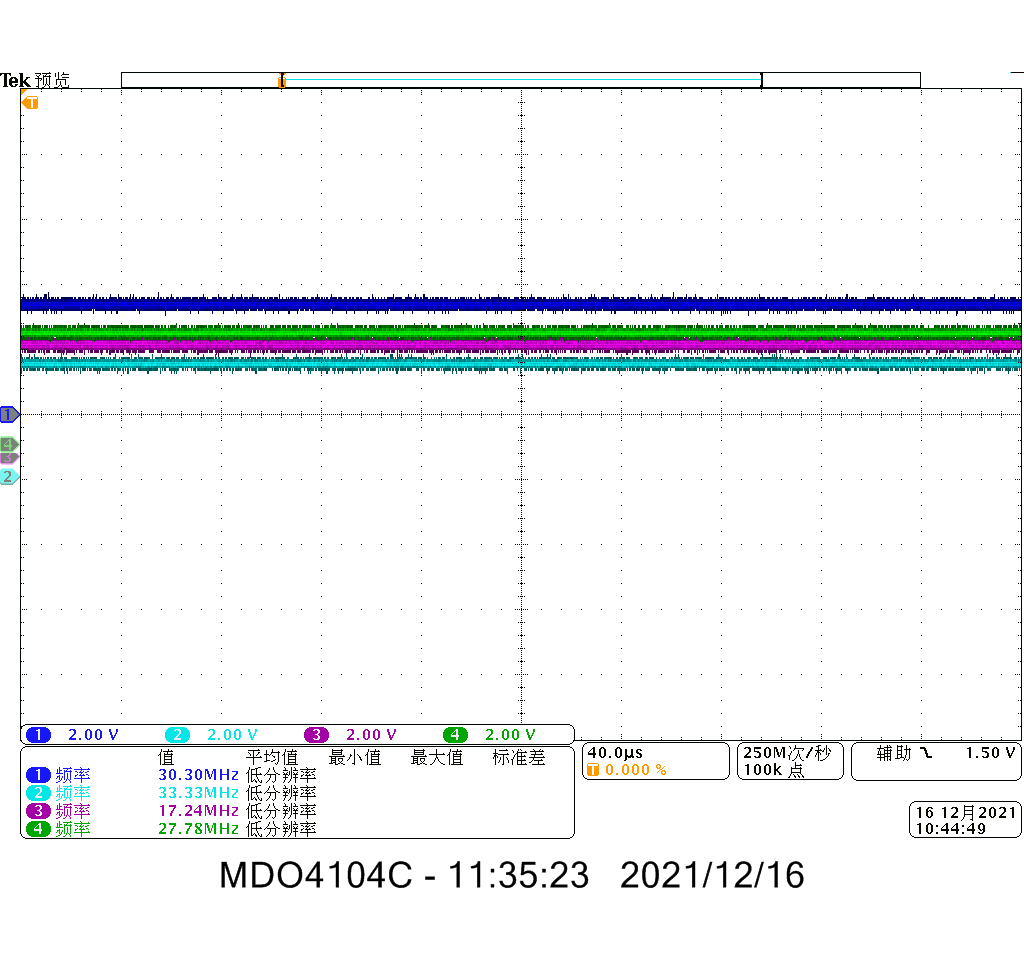 Tek 预览
T
1
4
3
2
1 2.00 V 2 2.00 V 3 2.00 V 4 2.00 V
值 平均值 最小值 最大值 标准差
1 频率 30.30MHz 低分辨率
2 频率 33.33MHz 低分辨率
3 频率 17.24MHz 低分辨率
4 频率 27.78MHz 低分辨率
40.0µs
T 0.000 %
250M次/秒
100k 点
辅助 1.50 V
16 12月2021
10:44:49
MDO4104C - 11:35:23 2021/12/16